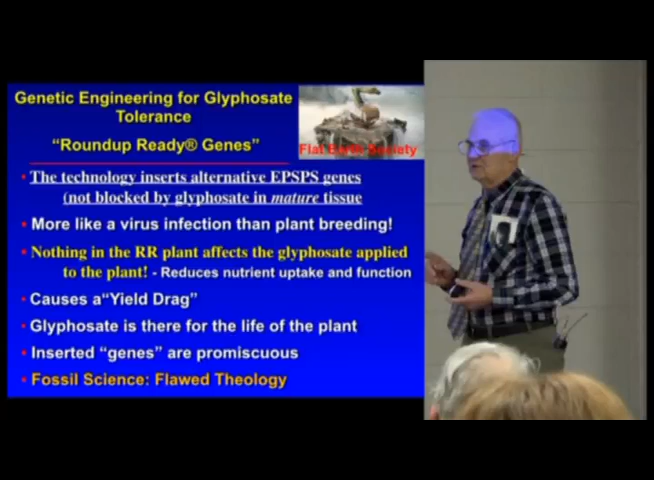 Genetic Engineering for Glyphosate
Tolerance
“Roundup Ready® Genes”
Flat Earth Society
• The technology inserts alternative EPSPS genes
(not blocked by glyphosate in mature tissue
• More like a virus infection than plant breeding!
• Nothing in the RR plant affects the glyphosate applied
to the plant! - Reduces nutrient uptake and function
• Causes a“Yield Drag”
• Glyphosate is there for the life of the plant
• Inserted “genes” are promiscuous
• Fossil Science: Flawed Theology